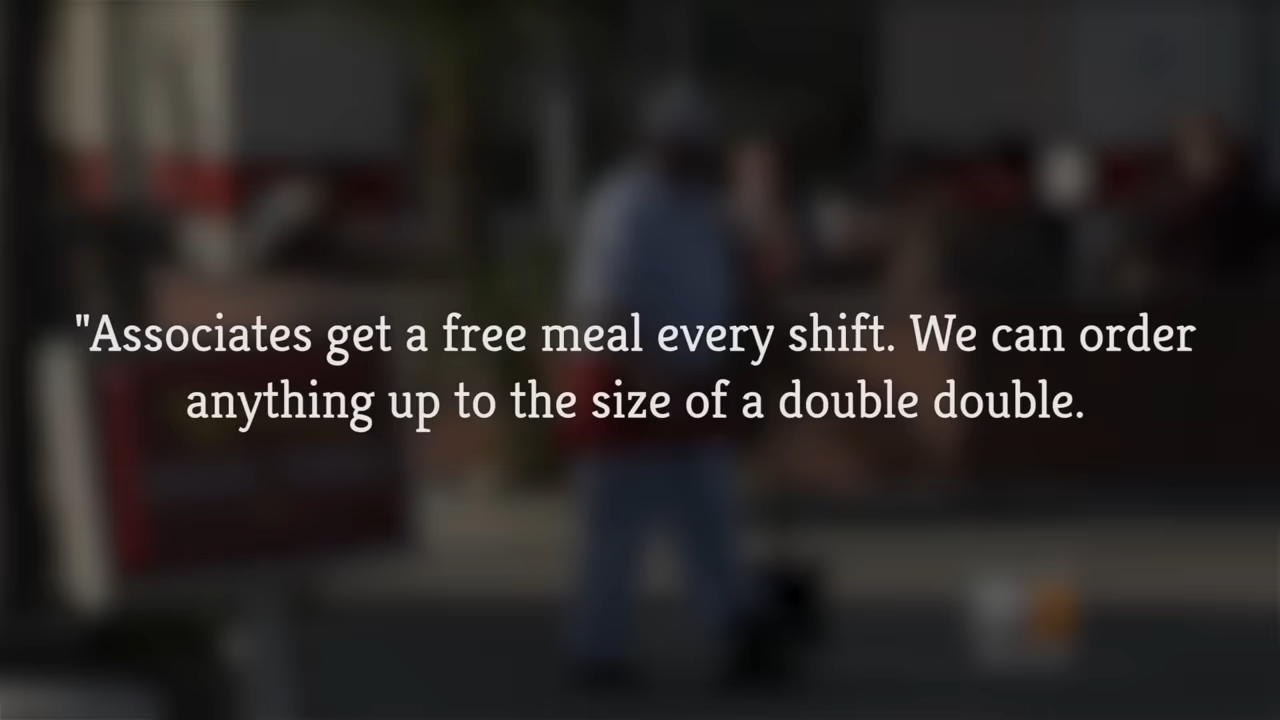 "Associates get a free meal every shift. We can order
anything up to the size of a double double.